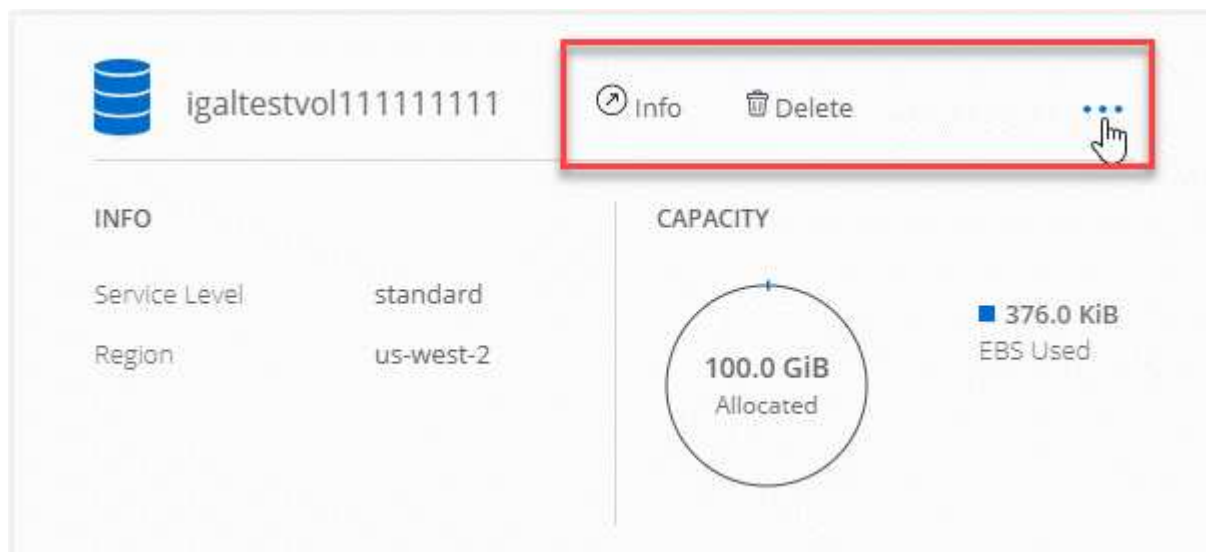 igaltestvol111111111
Info
Delete
INFO
Service Level standard
Region us-west-2
CAPACITY
100.0 GiB
Allocated
376.0 KiB
EBS Used